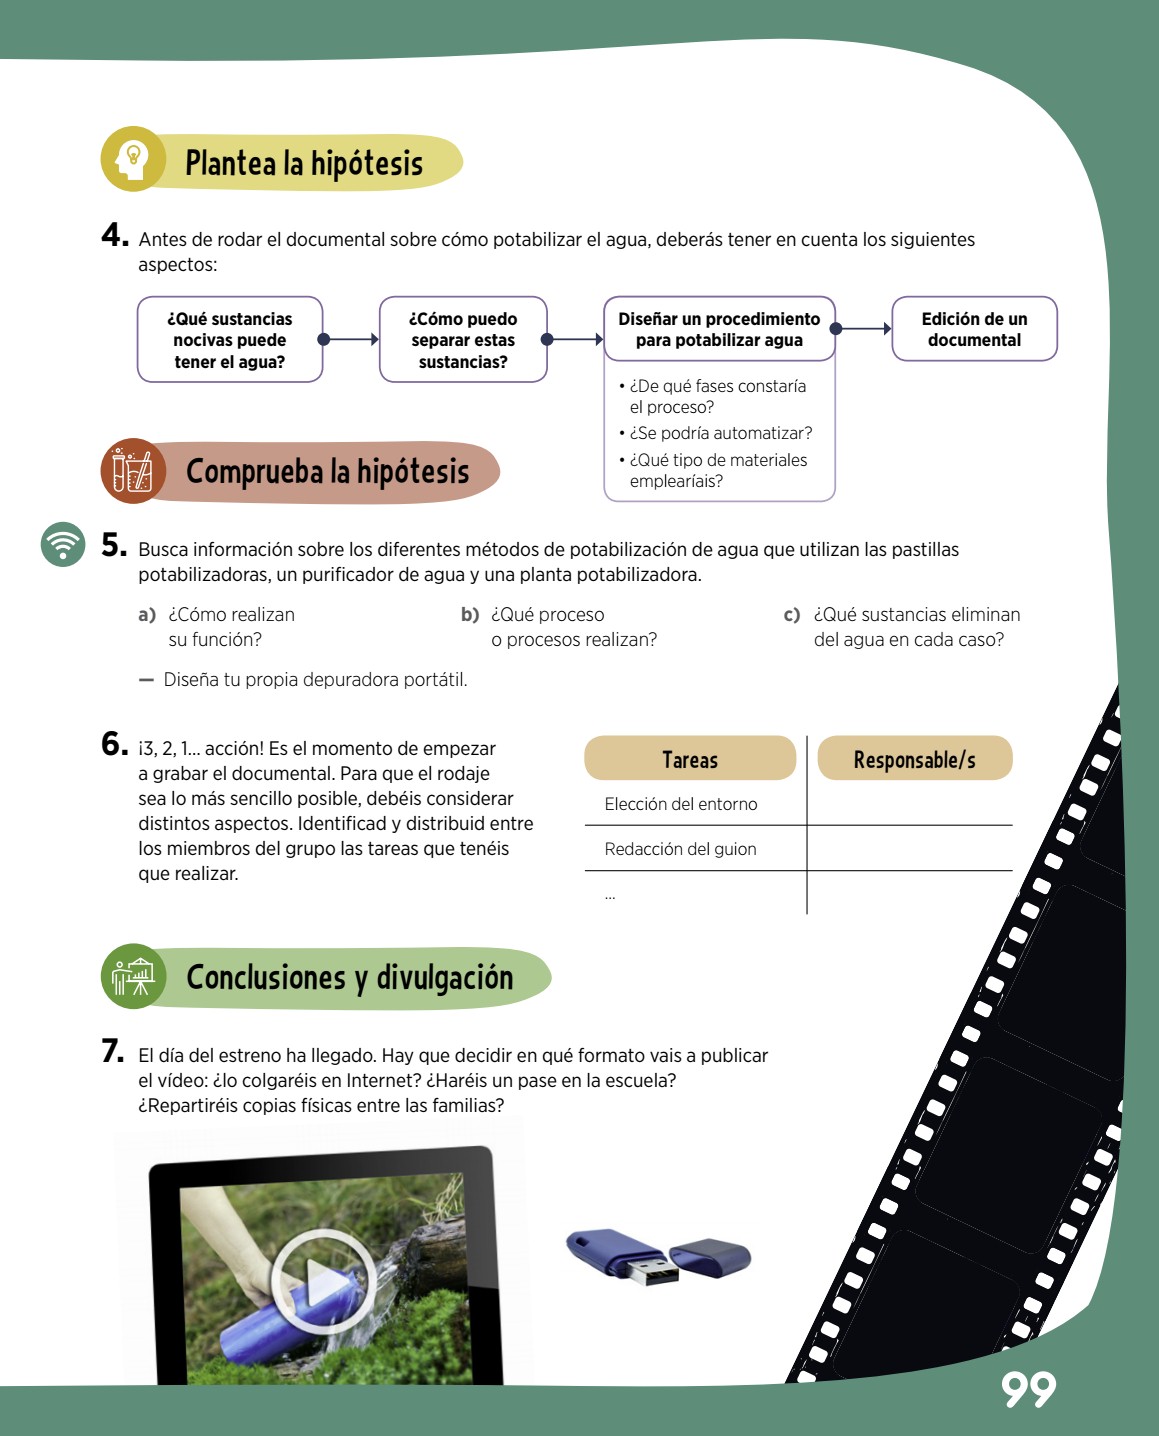 Plantea la hipótesis
4. Antes de rodar el documental sobre cómo potabilizar el agua, deberás tener en cuenta los siguientes
aspectos:
¿Qué sustancias
nocivas puede
tener el agua?
¿Cómo puedo
separar estas
sustancias?
Diseñar un procedimiento
para potabilizar agua
• ¿De qué fases constaría
el proceso?
• ¿Se podría automatizar?
• ¿Qué tipo de materiales
emplearíais?
Edición de un
documental
Comprueba la hipótesis
5. Busca información sobre los diferentes métodos de potabilización de agua que utilizan las pastillas
potabilizadoras, un purificador de agua y una planta potabilizadora.
a) ¿Cómo realizan
su función?
b) ¿Qué proceso
o procesos realizan?
c) ¿Qué sustancias eliminan
del agua en cada caso?
— Diseña tu propia depuradora portátil.
6. ¡3, 2, 1... acción! Es el momento de empezar
a grabar el documental. Para que el rodaje
sea lo más sencillo posible, debéis considerar
distintos aspectos. Identificad y distribuid entre
los miembros del grupo las tareas que tenéis
que realizar.
Tareas
Responsable/s
Elección del entorno
Redacción del guion
...
Conclusiones y divulgación
7. El día del estreno ha llegado. Hay que decidir en qué formato vais a publicar
el vídeo: ¿lo colgaréis en Internet? ¿Haréis un pase en la escuela?
¿Repartiréis copias físicas entre las familias?
99